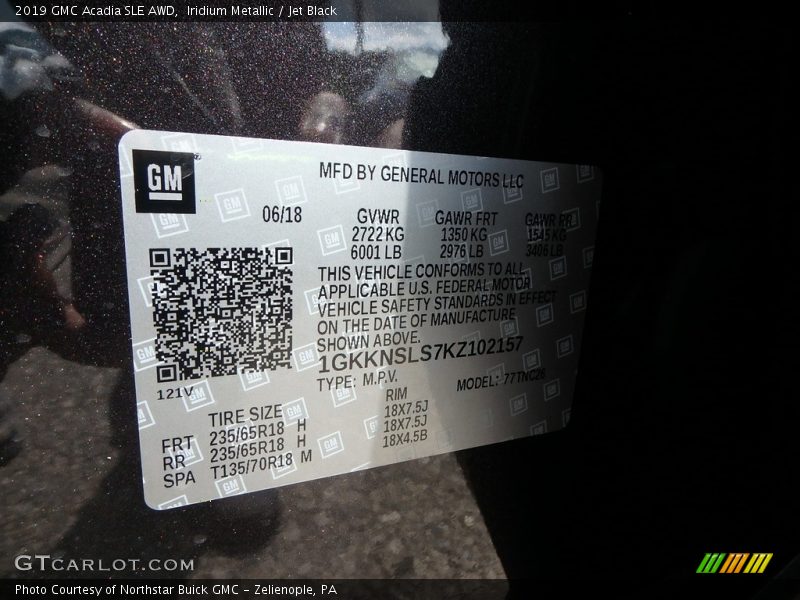 2019 GMC Acadia SLE AWD, Iridium Metallic / Jet Black
GM
MFD BY GENERAL MOTORS LLC
06/18 GVWR GAWR FRT GAWR RR
2722 KG 1350 KG 1545 KG
6001 LB 2976 LB 3406 LB
THIS VEHICLE CONFORMS TO ALL
APPLICABLE U.S. FEDERAL MOTOR
VEHICLE SAFETY STANDARDS IN EFFECT
ON THE DATE OF MANUFACTURE
SHOWN ABOVE.
1GKKNSLS7KZ102157
121V TYPE: M.P.V. MODEL: 77TNC26
TIRE SIZE RIM
FRT 235/65R18 H 18X7.5J
RR 235/65R18 H 18X7.5J
SPA T135/70R18 M 18X4.5B
GTCARLOT.COM
Photo Courtesy of Northstar Buick GMC - Zelienople, PA